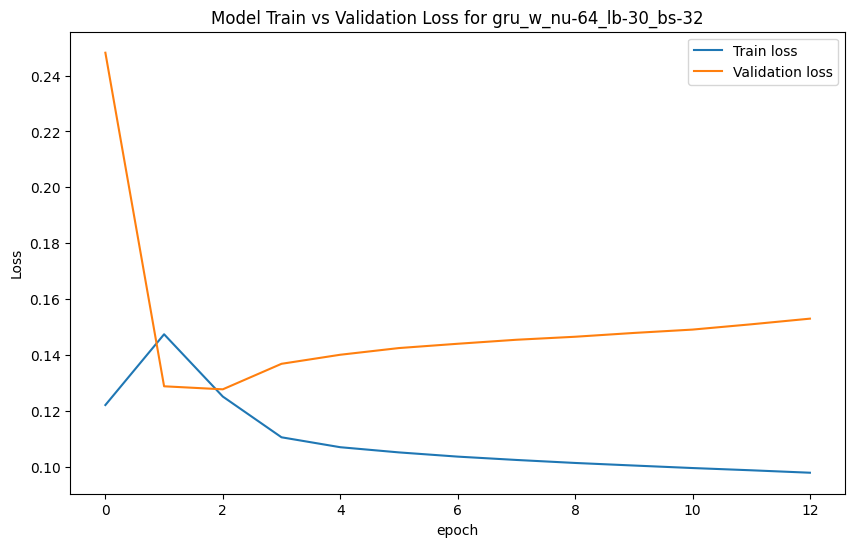 Model Train vs Validation Loss for gru_w_nu-64_lb-30_bs-32
Train loss
Validation loss
0.24
0.22
0.20
0.18
0.16
0.14
0.12
0.10
Loss
0 2 4 6 8 10 12
epoch